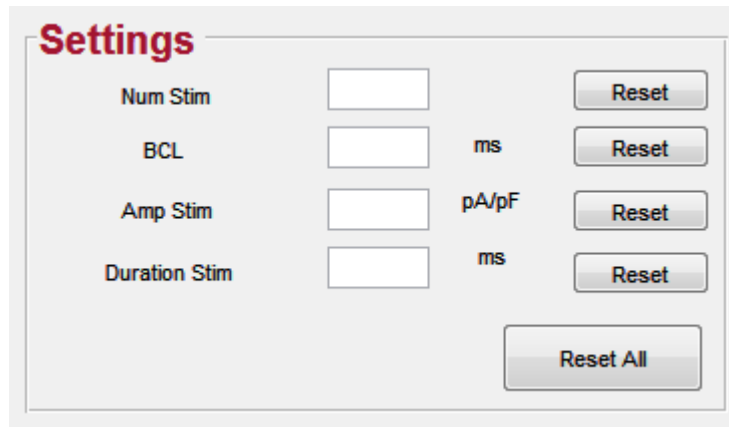 Settings
Num Stim Reset
BCL ms Reset
Amp Stim pA/pF Reset
Duration Stim ms Reset
Reset All